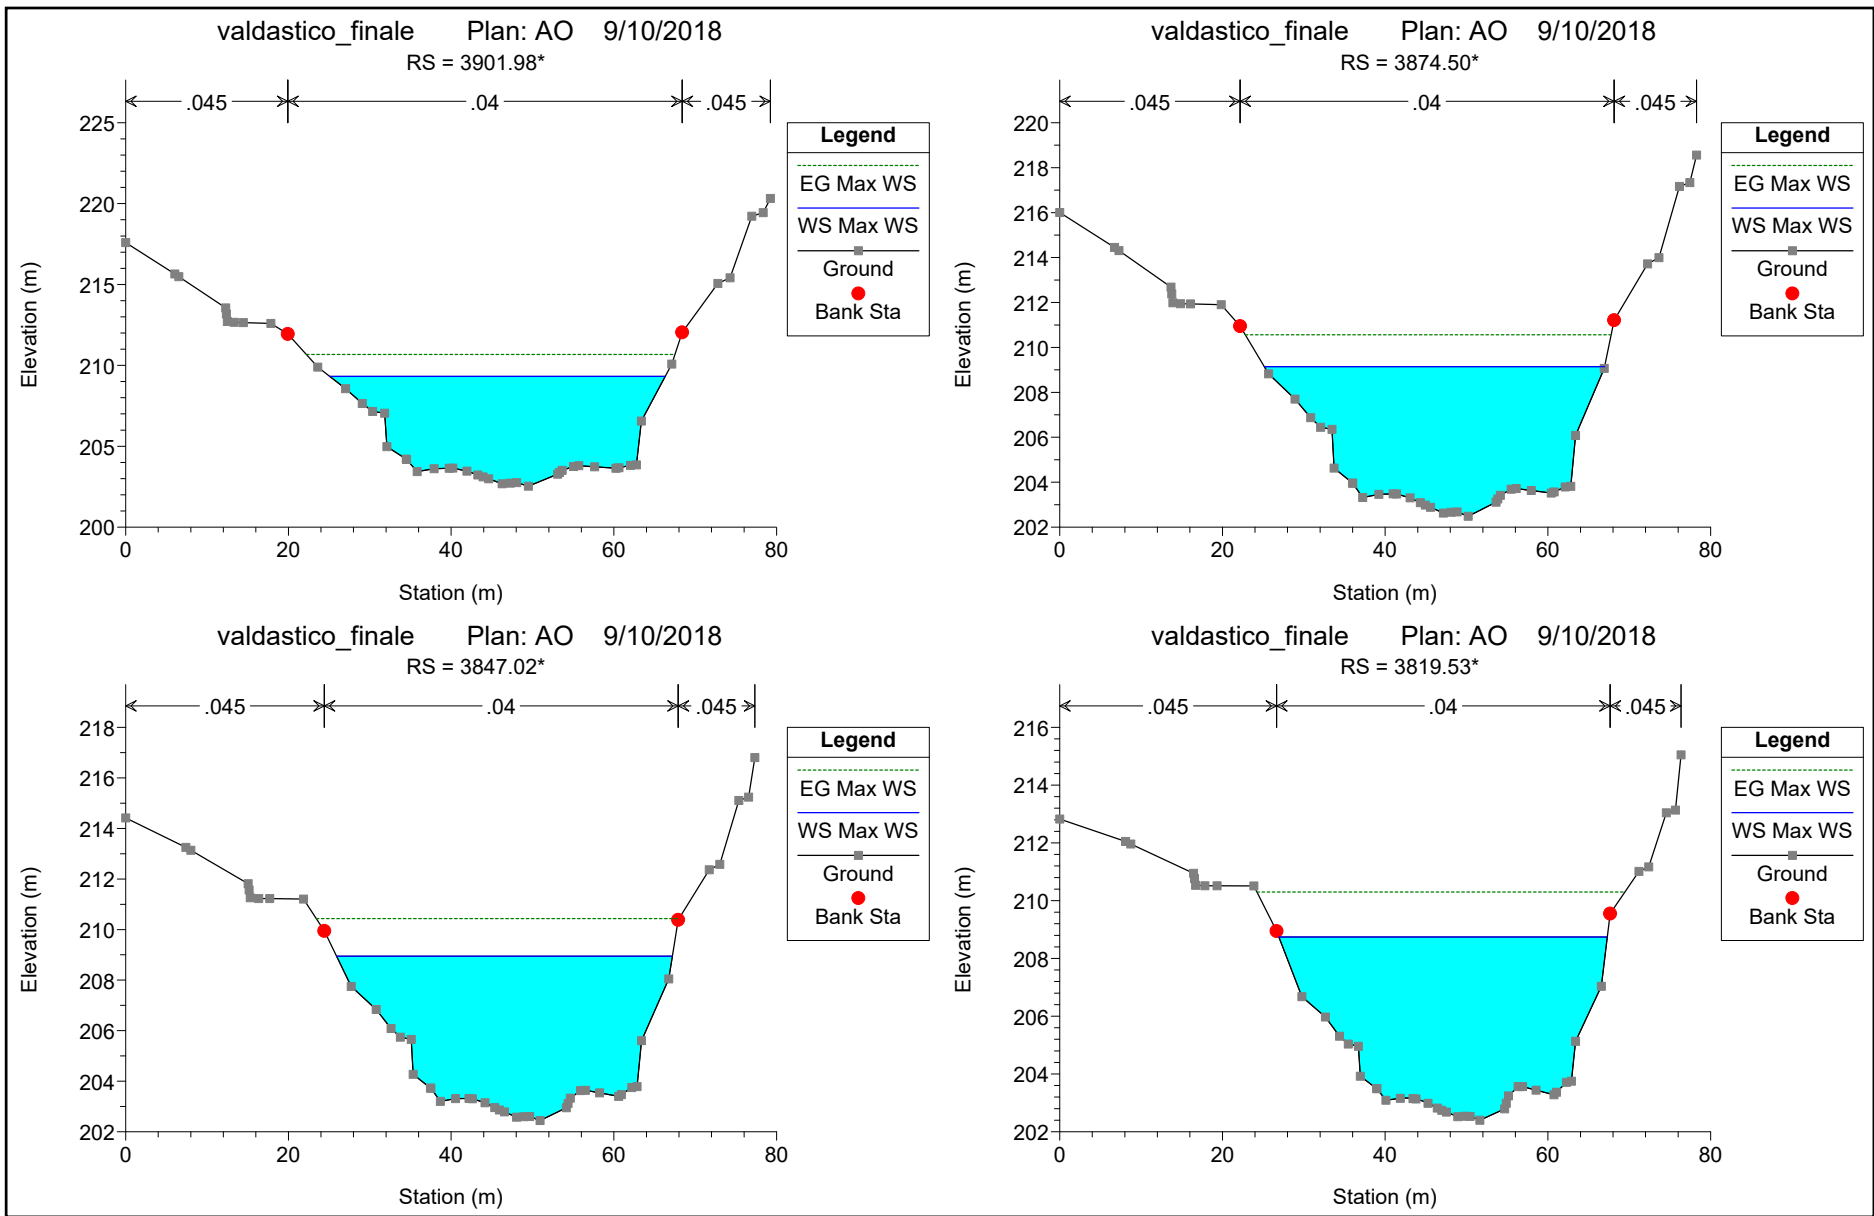 valdastico_finale Plan: AO 9/10/2018
RS = 3901.98*
.045 .04 .045
225
220
215
210
205
200
0 20 40 60 80
Elevation (m)
Station (m)
Legend
EG Max WS
WS Max WS
Ground
Bank Sta
valdastico_finale Plan: AO 9/10/2018
RS = 3874.50*
.045 .04 .045
220
218
216
214
212
210
208
206
204
202
0 20 40 60 80
Elevation (m)
Station (m)
Legend
EG Max WS
WS Max WS
Ground
Bank Sta
valdastico_finale Plan: AO 9/10/2018
RS = 3847.02*
.045 .04 .045
218
216
214
212
210
208
206
204
202
0 20 40 60 80
Elevation (m)
Station (m)
Legend
EG Max WS
WS Max WS
Ground
Bank Sta
valdastico_finale Plan: AO 9/10/2018
RS = 3819.53*
.045 .04 .045
216
214
212
210
208
206
204
202
0 20 40 60 80
Elevation (m)
Station (m)
Legend
EG Max WS
WS Max WS
Ground
Bank Sta